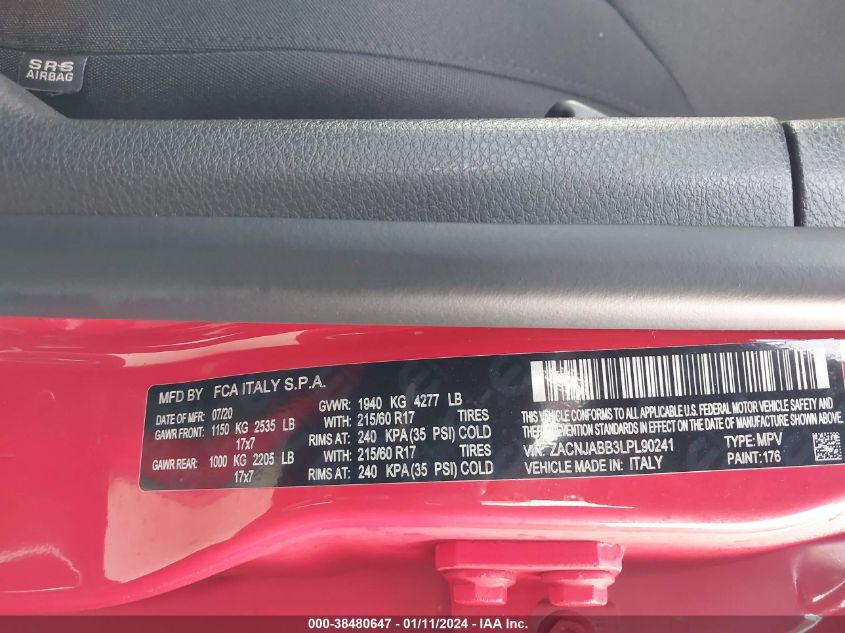 SRS
AIRBAG
MFD BY FCA ITALY S.P.A.
DATE OF MFR: 07/20 GVWR: 1940 KG 4277 LB
GAWR FRONT: 1150 KG 2535 LB WITH: 215/60 R17 TIRES
17x7 RIMS AT: 240 KPA (35 PSI) COLD
GAWR REAR: 1000 KG 2205 LB WITH: 215/60 R17 TIRES
17x7 RIMS AT: 240 KPA (35 PSI) COLD
THIS VEHICLE CONFORMS TO ALL APPLICABLE U.S. FEDERAL MOTOR VEHICLE SAFETY AND
THEFT PREVENTION STANDARDS IN EFFECT ON THE DATE OF MANUFACTURE SHOWN ABOVE.
VIN: ZACNJABB3LPL90241 TYPE: MPV
VEHICLE MADE IN: ITALY PAINT: 176
000-38480647 - 01/11/2024 - IAA Inc.